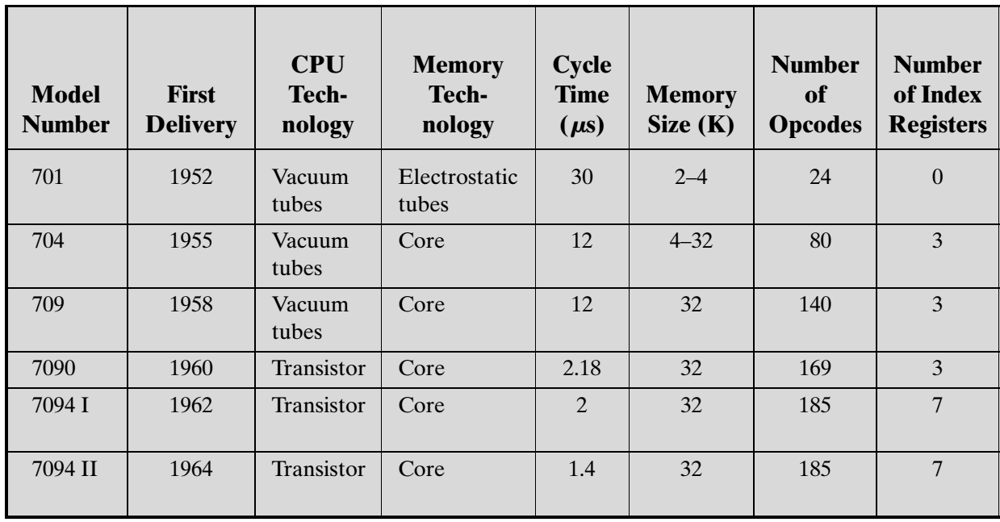 Model Number | First Delivery | CPU Tech- nology | Memory Tech- nology | Cycle Time (μs) | Memory Size (K) | Number of Opcodes | Number of Index Registers
701 | 1952 | Vacuum tubes | Electrostatic tubes | 30 | 2–4 | 24 | 0
704 | 1955 | Vacuum tubes | Core | 12 | 4–32 | 80 | 3
709 | 1958 | Vacuum tubes | Core | 12 | 32 | 140 | 3
7090 | 1960 | Transistor | Core | 2.18 | 32 | 169 | 3
7094 I | 1962 | Transistor | Core | 2 | 32 | 185 | 7
7094 II | 1964 | Transistor | Core | 1.4 | 32 | 185 | 7